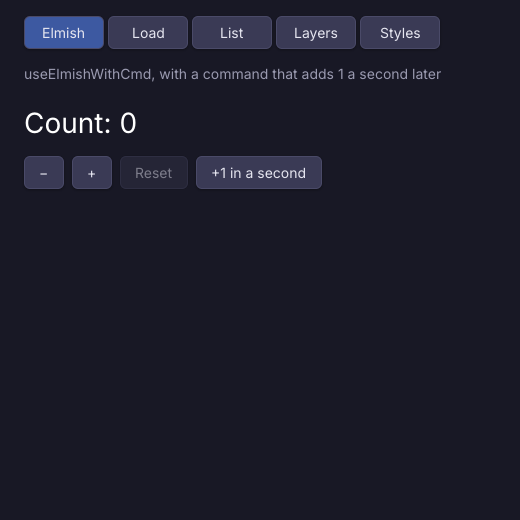 Elmish Load List Layers Styles
useElmishWithCmd, with a command that adds 1 a second later
Count: 0
− + Reset +1 in a second